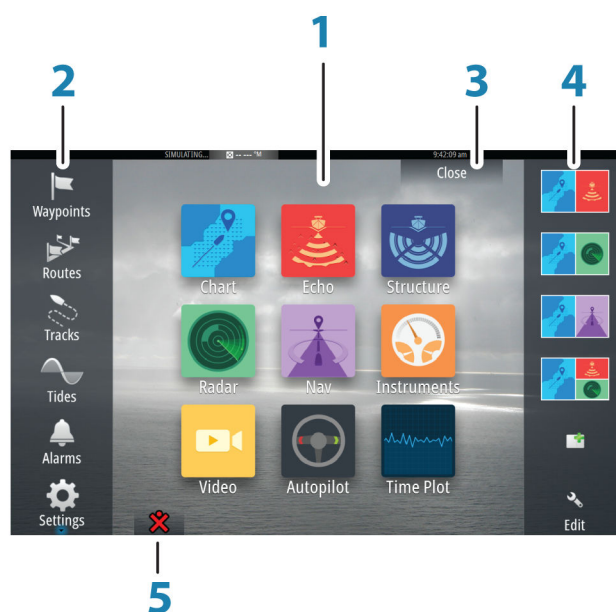 1
2
3
4
SIMULATING... -- --- °M
9:42:09 am
Close
Waypoints
Routes
Tracks
Tides
Alarms
Settings
Chart
Echo
Structure
Radar
Nav
Instruments
Video
Autopilot
Time Plot
Edit
5